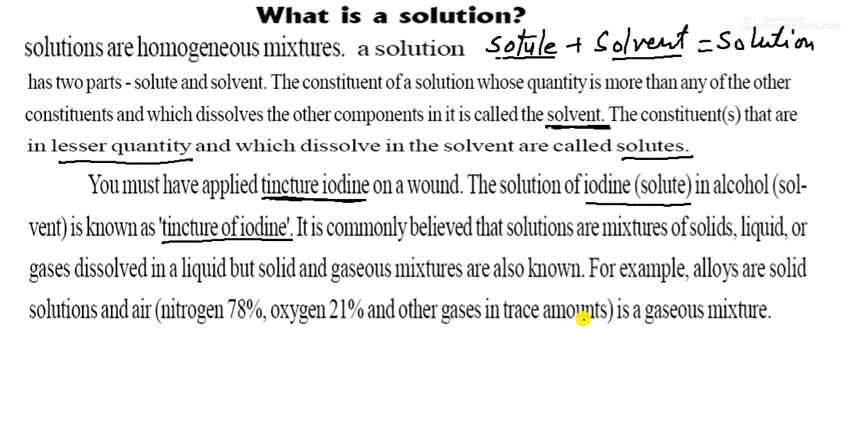 What is a solution?
solutions are homogeneous mixtures. a solution sotule + Solvent = Solution
has two parts - solute and solvent. The constituent of a solution whose quantity is more than any of the other
constituents and which dissolves the other components in it is called the solvent. The constituent(s) that are
in lesser quantity and which dissolve in the solvent are called solutes.
You must have applied tincture iodine on a wound. The solution of iodine (solute) in alcohol (sol-
vent) is known as 'tincture of iodine'. It is commonly believed that solutions are mixtures of solids, liquid, or
gases dissolved in a liquid but solid and gaseous mixtures are also known. For example, alloys are solid
solutions and air (nitrogen 78%, oxygen 21% and other gases in trace amounts) is a gaseous mixture.